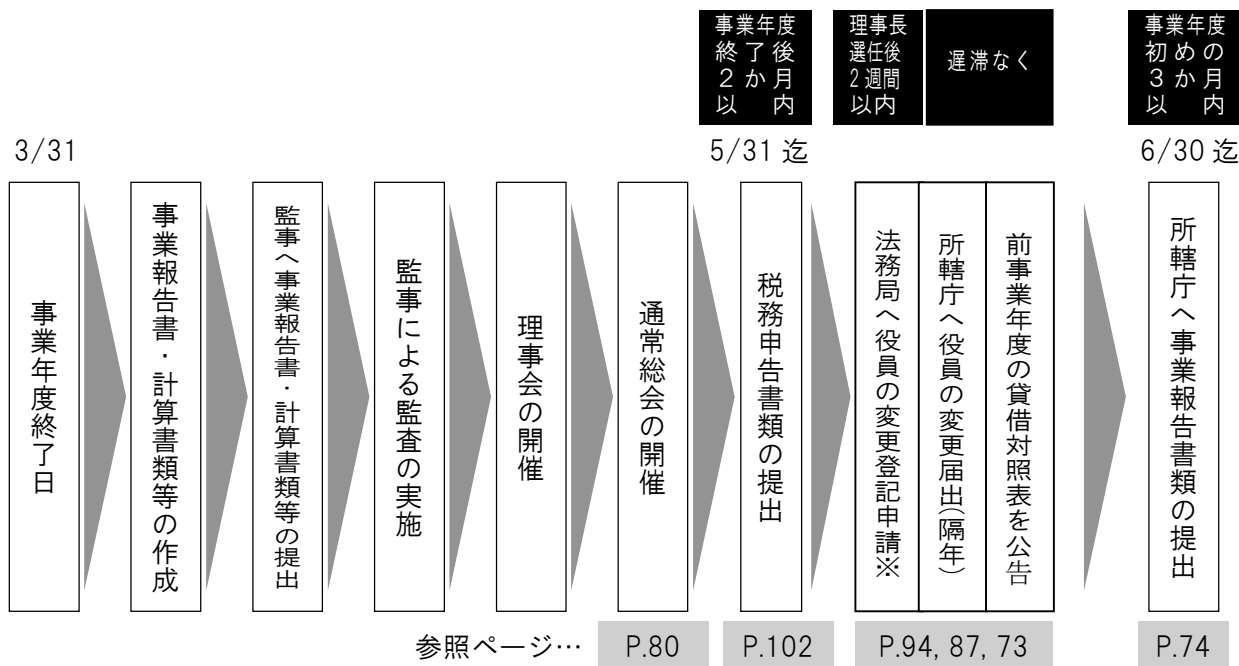 事業年度
終了後
2か月
以内
理事長
選任後
2週間
以内
遅滞なく
事業年度
初めの
3か月
以内
3/31
5/31 迄
6/30 迄
事業年度終了日
事業報告書・計算書類等の作成
監事へ事業報告書・計算書類等の提出
監事による監査の実施
理事会の開催
通常総会の開催
税務申告書類の提出
法務局へ役員の変更登記申請※
所轄庁へ役員の変更届出(隔年)
前事業年度の貸借対照表を公告
所轄庁へ事業報告書類の提出
参照ページ…
P.80
P.102
P.94, 87, 73
P.74